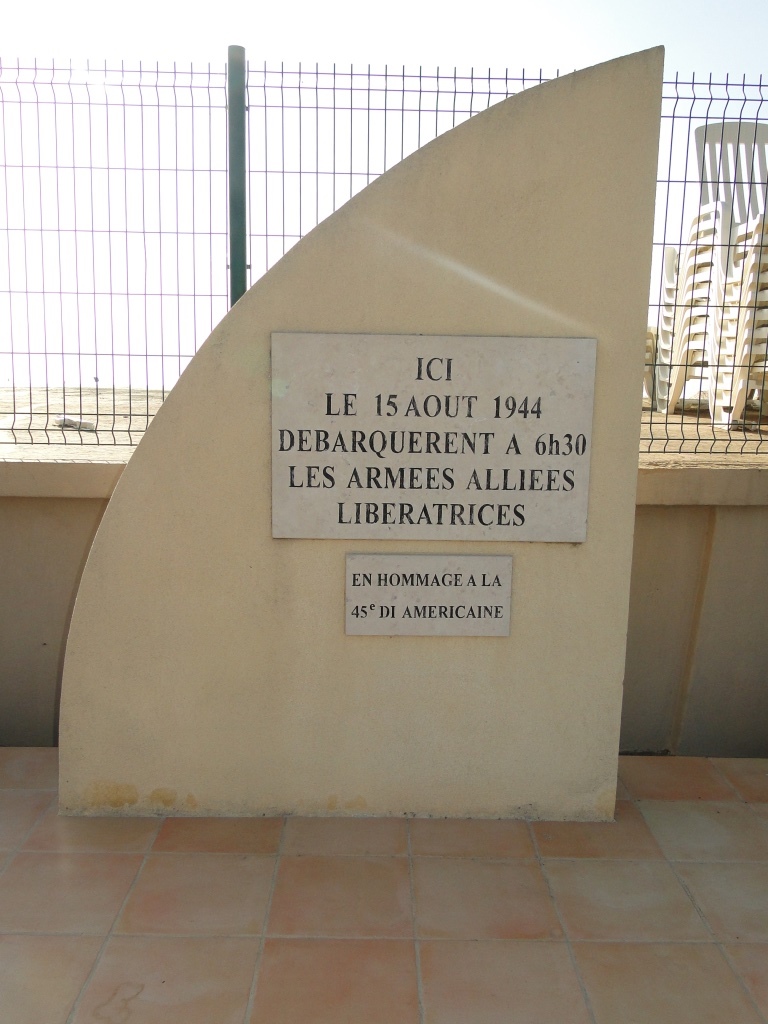 ICI
LE 15 AOUT 1944
DEBARQUERENT A 6h30
LES ARMEES ALLIEES
LIBERATRICES
EN HOMMAGE A LA
45e DI AMERICAINE